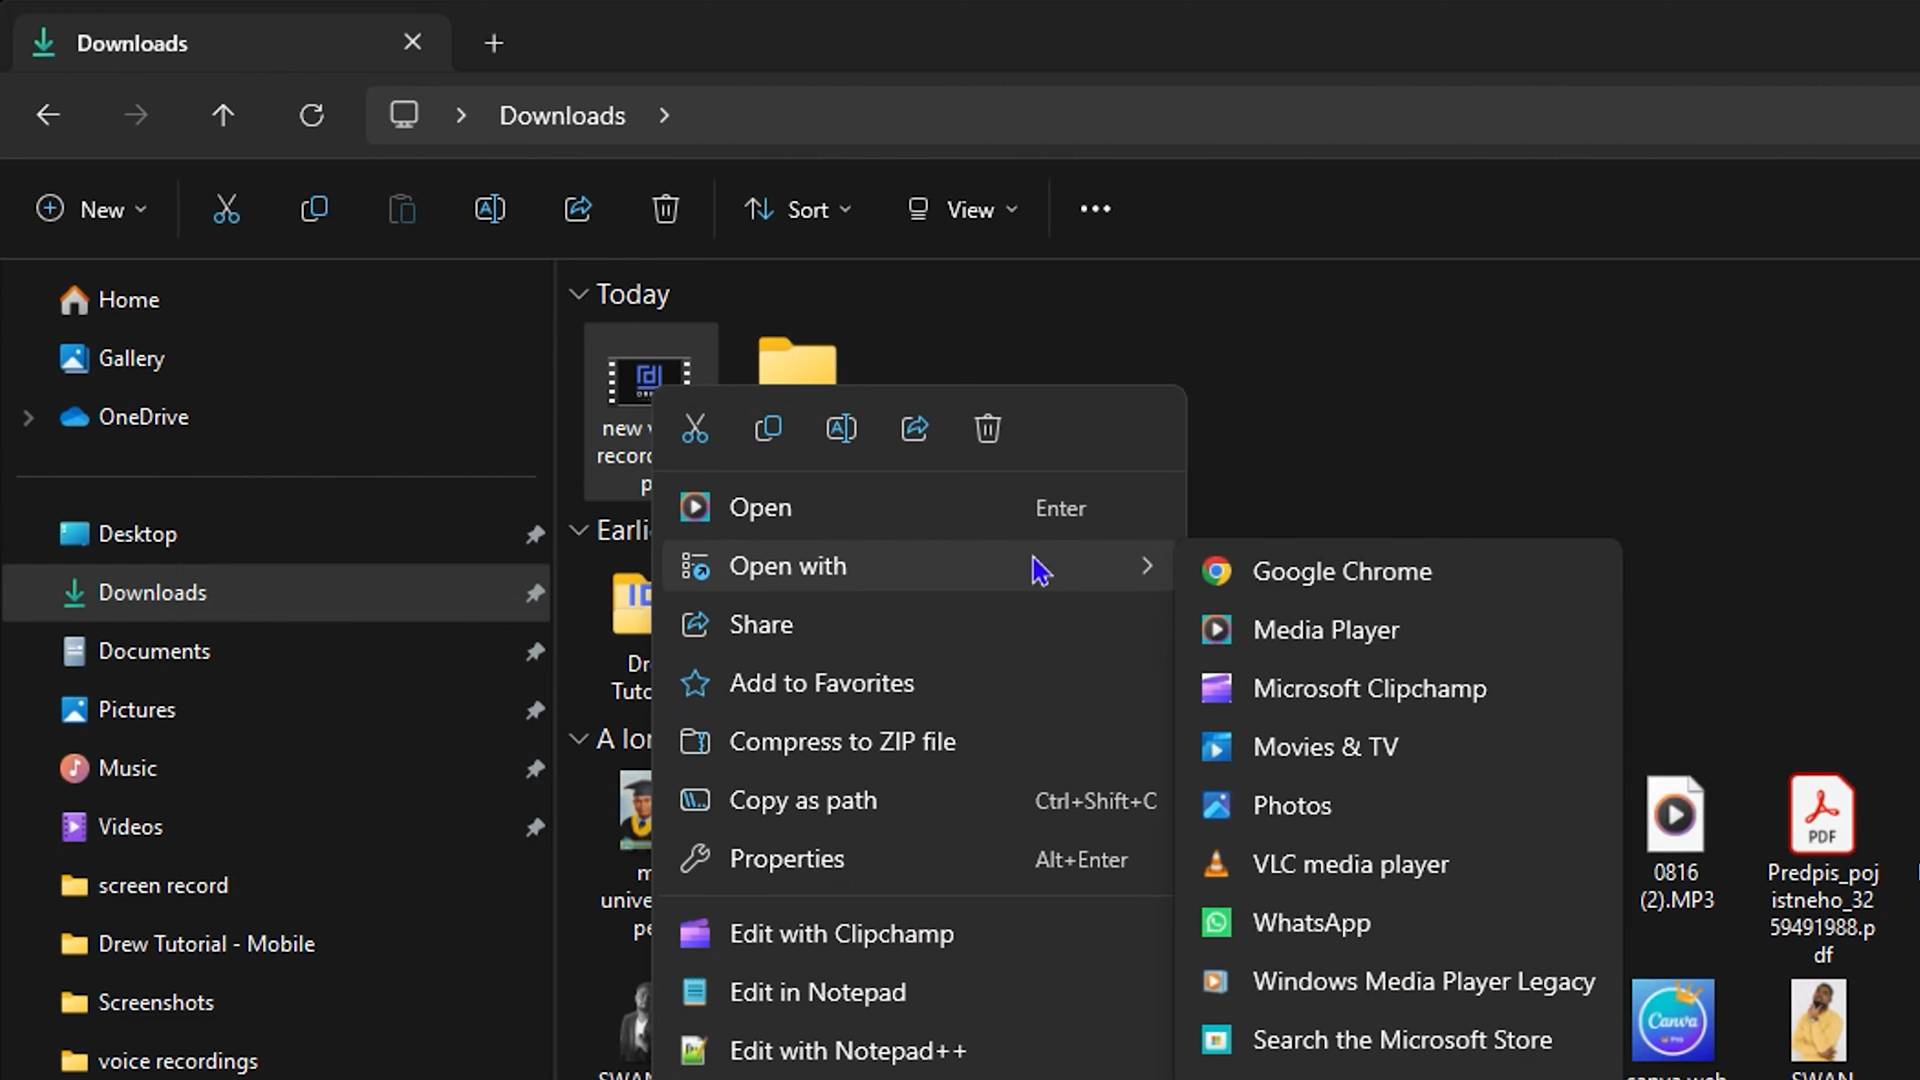 Downloads
Downloads
New
Sort
View
Home
Gallery
OneDrive
Desktop
Downloads
Documents
Pictures
Music
Videos
screen record
Drew Tutorial - Mobile
Screenshots
voice recordings
Today
new
Open Enter
Open with
Share
Add to Favorites
Compress to ZIP file
Copy as path Ctrl+Shift+C
Properties Alt+Enter
Edit with Clipchamp
Edit in Notepad
Edit with Notepad++
Google Chrome
Media Player
Microsoft Clipchamp
Movies & TV
Photos
VLC media player
WhatsApp
Windows Media Player Legacy
Search the Microsoft Store
0816
(2).MP3
PDF
Predpis_poj
istneho_32
59491988.p
df
Canva
SWAN